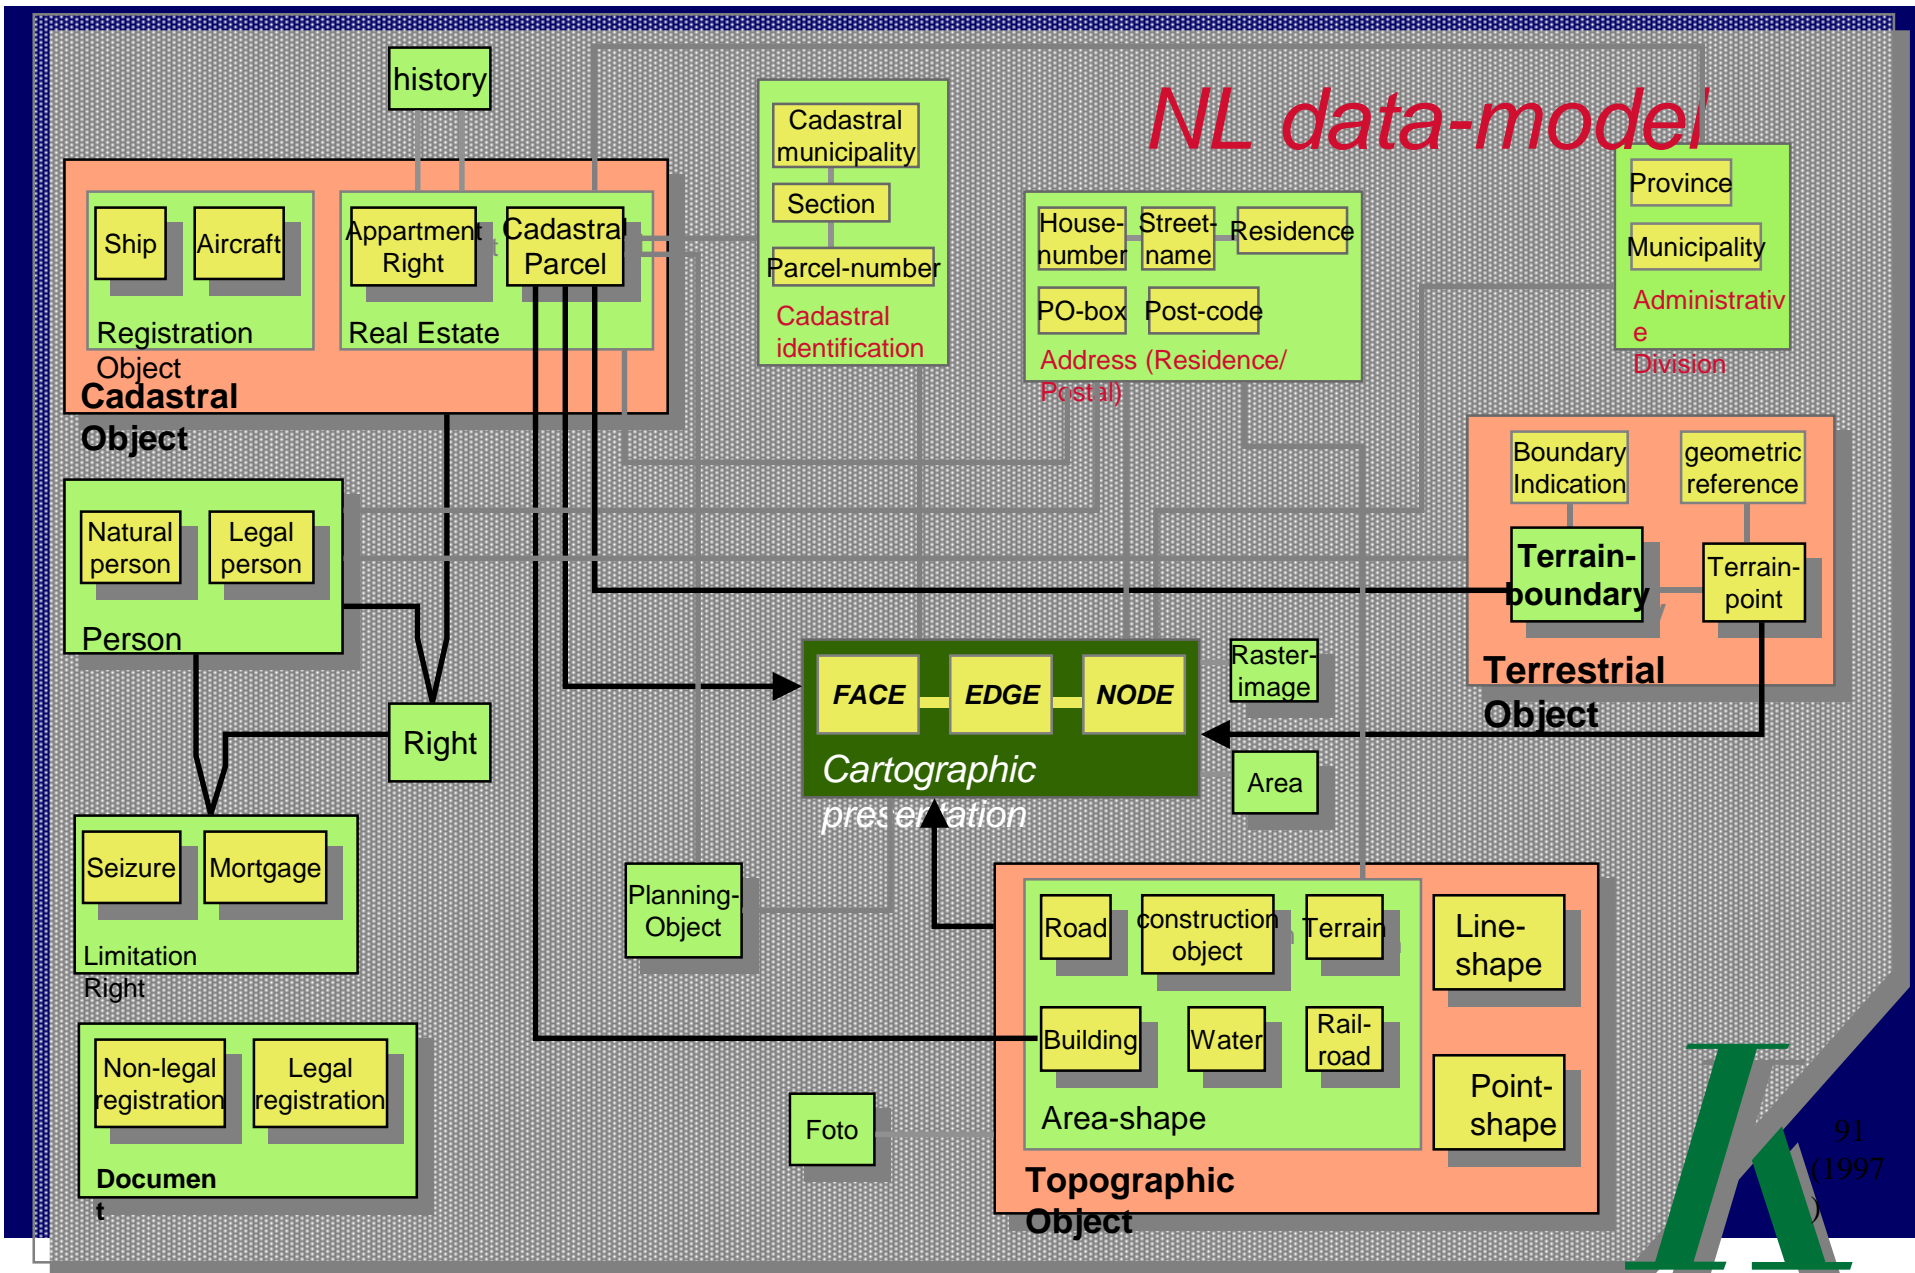 NL data-model
history
Ship
Aircraft
Registration
Object
Appartment
Right
Cadastral
Parcel
Real Estate
Cadastral
Object
Cadastral
municipality
Section
Parcel-number
Cadastral
identification
House-
number
Street-
name
Residence
PO-box
Post-code
Address (Residence/
Postal)
Province
Municipality
Administrativ
e
Division
Boundary
Indication
geometric
reference
Terrain-
boundary
Terrain-
point
Terrestrial
Object
Natural
person
Legal
person
Person
Right
FACE
EDGE
NODE
Cartographic
presentation
Raster-
image
Area
Seizure
Mortgage
Limitation
Right
Planning-
Object
Road
construction
object
Terrain
Line-
shape
Building
Water
Rail-
road
Point-
shape
Area-shape
Topographic
Object
Non-legal
registration
Legal
registration
Documen
t
Foto
K
91
(1997
)